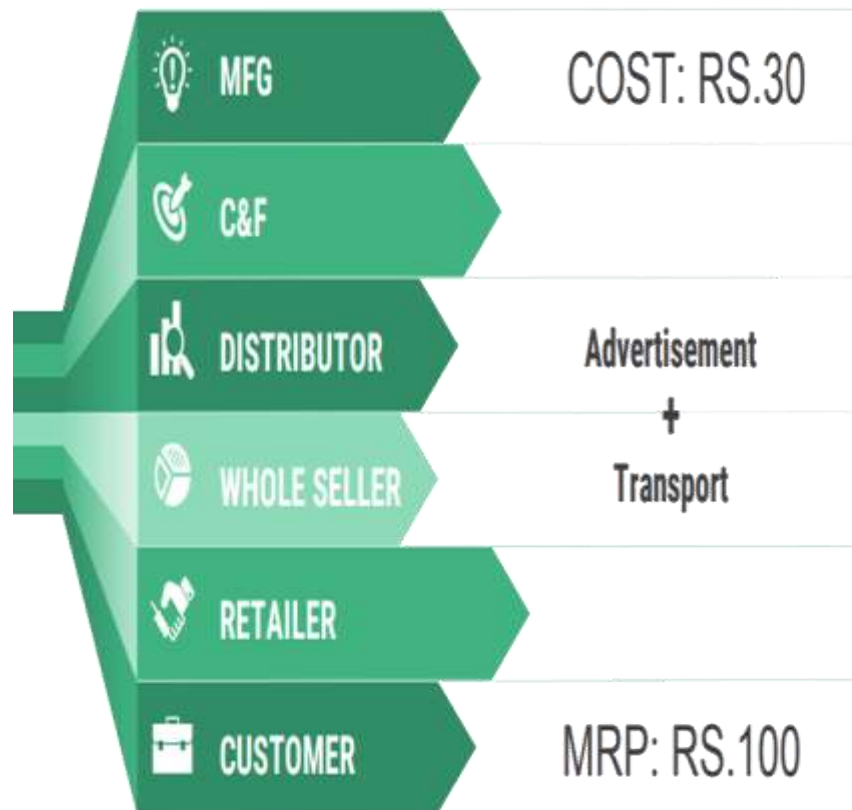 MFG
COST: RS.30
C&F
DISTRIBUTOR
Advertisement
+
WHOLE SELLER
Transport
RETAILER
CUSTOMER
MRP: RS.100